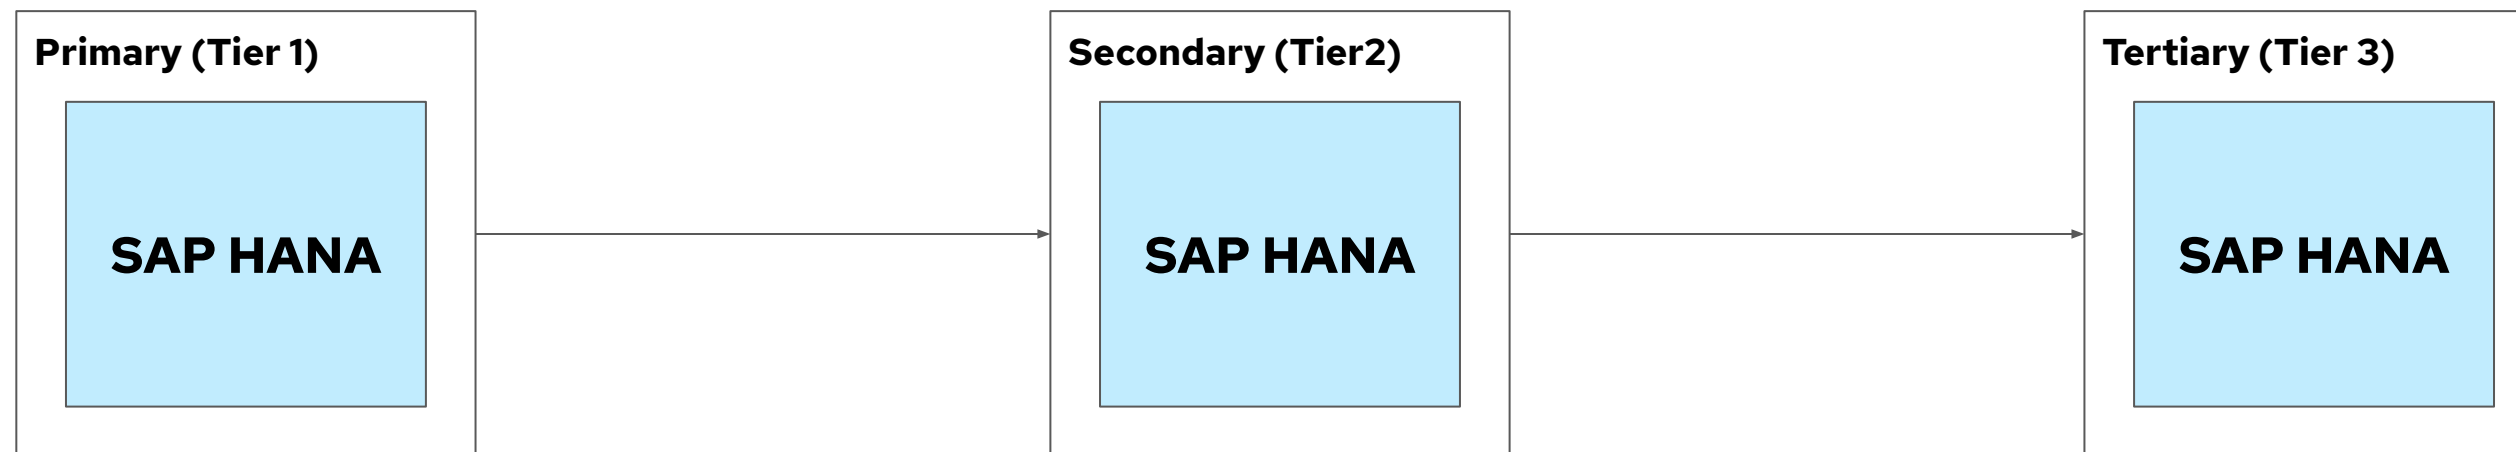 Primary (Tier 1)
SAP HANA
Secondary (Tier2)
SAP HANA
Tertiary (Tier 3)
SAP HANA